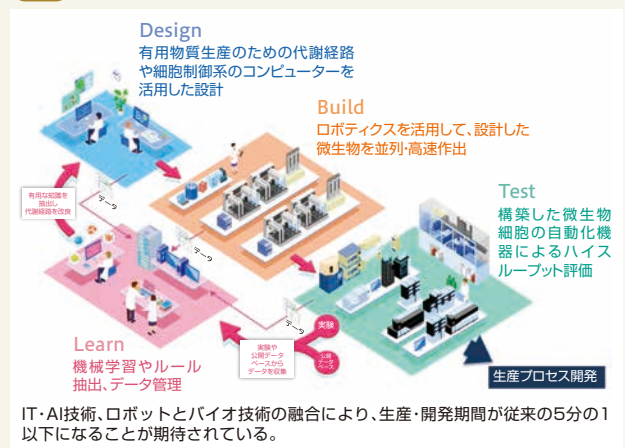 Design
有用物質生産のための代謝経路
や細胞制御系のコンピューターを
活用した設計
Build
ロボティクスを活用して、設計した
微生物を並列・高速作出
Test
構築した微生物
細胞の自動化機
器によるハイス
ループット評価
有用な知識を
抽出し
代謝経路を改良
データ
データ
データ
実験
公開
データ
ベース
実験や
公開データ
ベースから
データを収集
Learn
機械学習やルール
抽出、データ管理
生産プロセス開発
IT・AI技術、ロボットとバイオ技術の融合により、生産・開発期間が従来の5分の1
以下になることが期待されている。